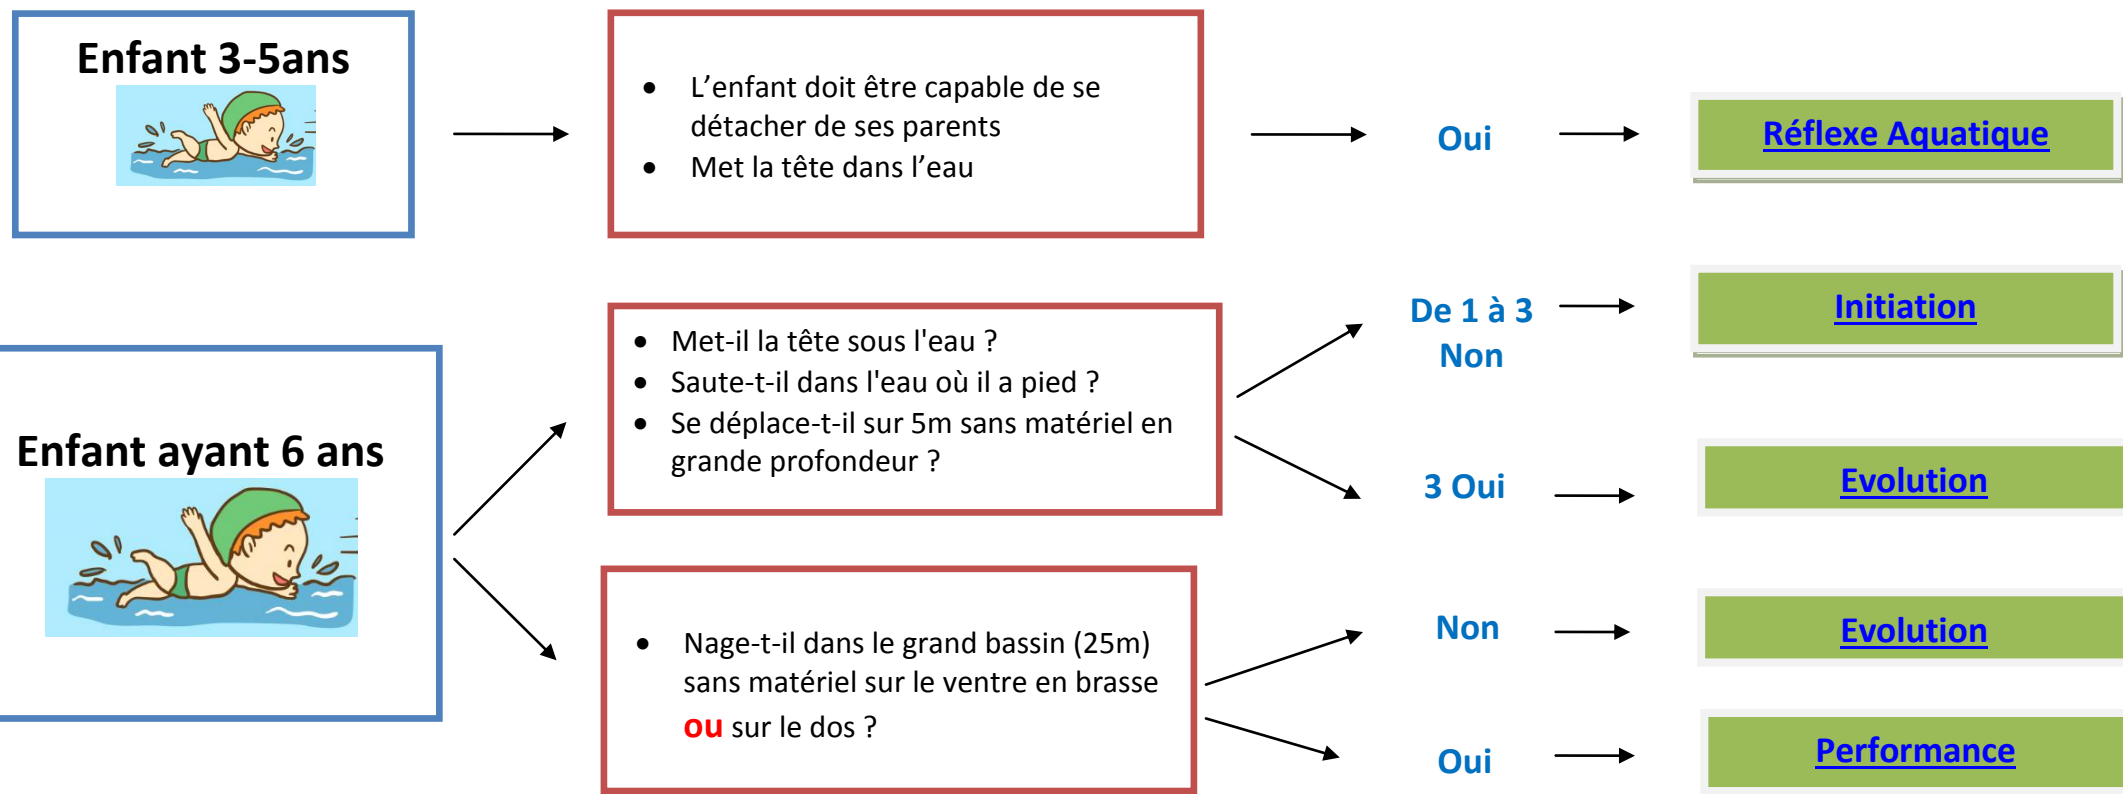 Enfant 3-5ans
• L'enfant doit être capable de se
détacher de ses parents
• Met la tête dans l'eau
Oui
Réflexe Aquatique
Enfant ayant 6 ans
• Met-il la tête sous l'eau ?
• Saute-t-il dans l'eau où il a pied ?
• Se déplace-t-il sur 5m sans matériel en
grande profondeur ?
De 1 à 3
Non
Initiation
3 Oui
Evolution
• Nage-t-il dans le grand bassin (25m)
sans matériel sur le ventre en brasse
ou sur le dos ?
Non
Evolution
Oui
Performance